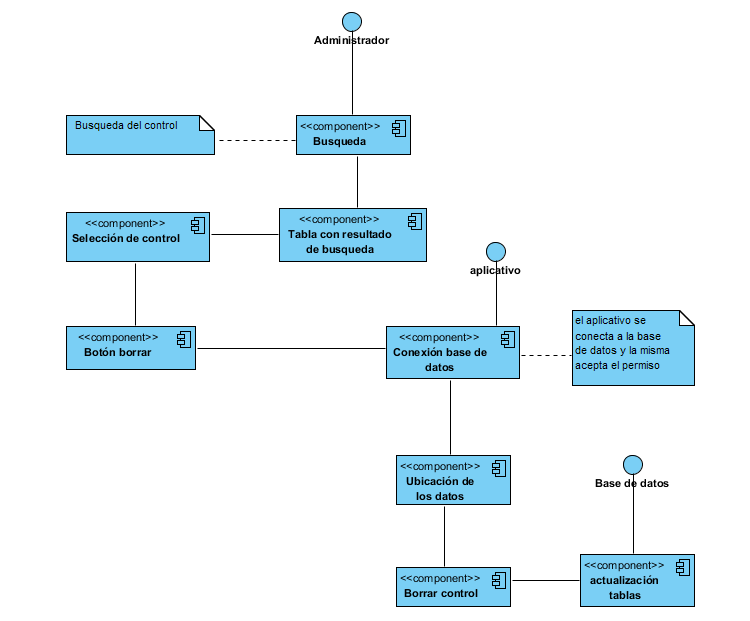 Administrador
Busqueda del control
<<component>>
Busqueda
<<component>>
Selección de control
<<component>>
Tabla con resultado
de busqueda
aplicativo
<<component>>
Botón borrar
<<component>>
Conexión base de
datos
el aplicativo se
conecta a la base
de datos y la misma
acepta el permiso
<<component>>
Ubicación de
los datos
Base de datos
<<component>>
Borrar control
<<component>>
actualización
tablas